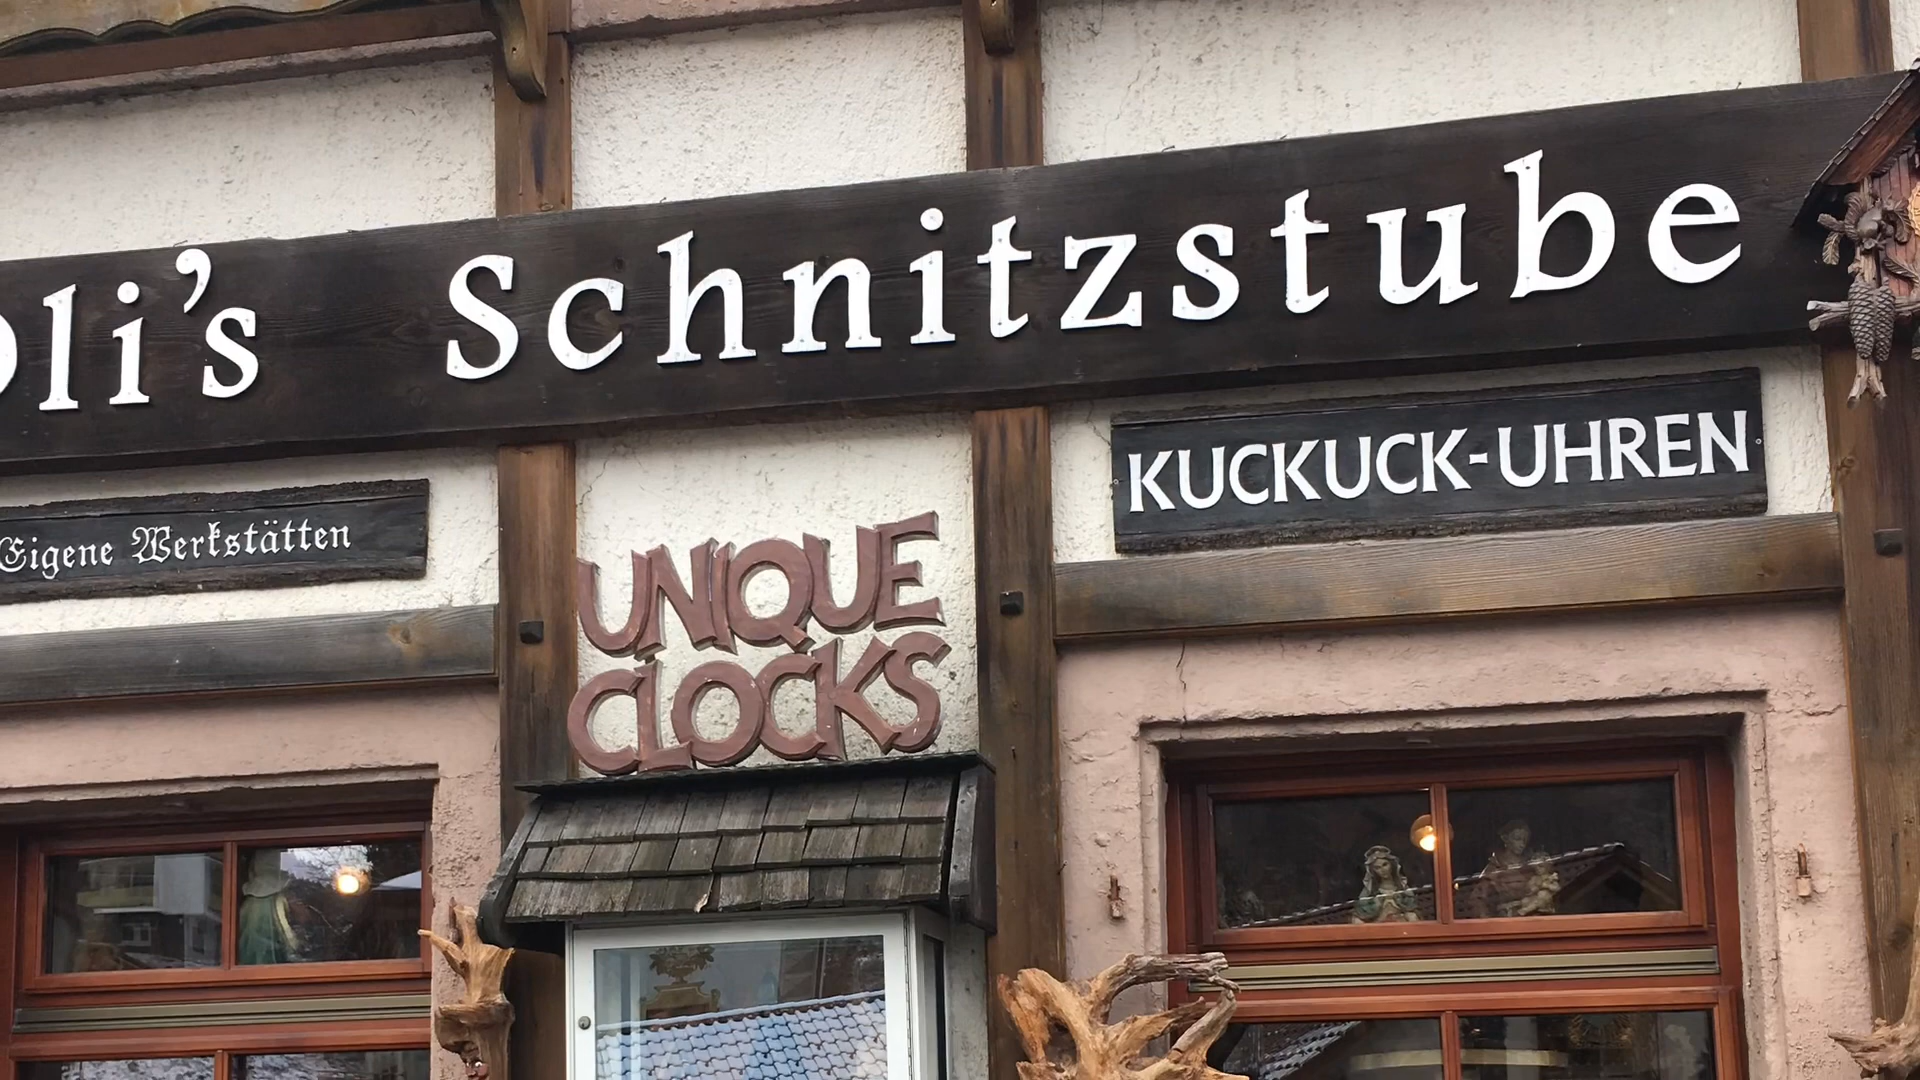 Oli's Schnitzstube
KUCKUCK-UHREN
Eigene Werkstätten
UNIQUE
CLOCKS